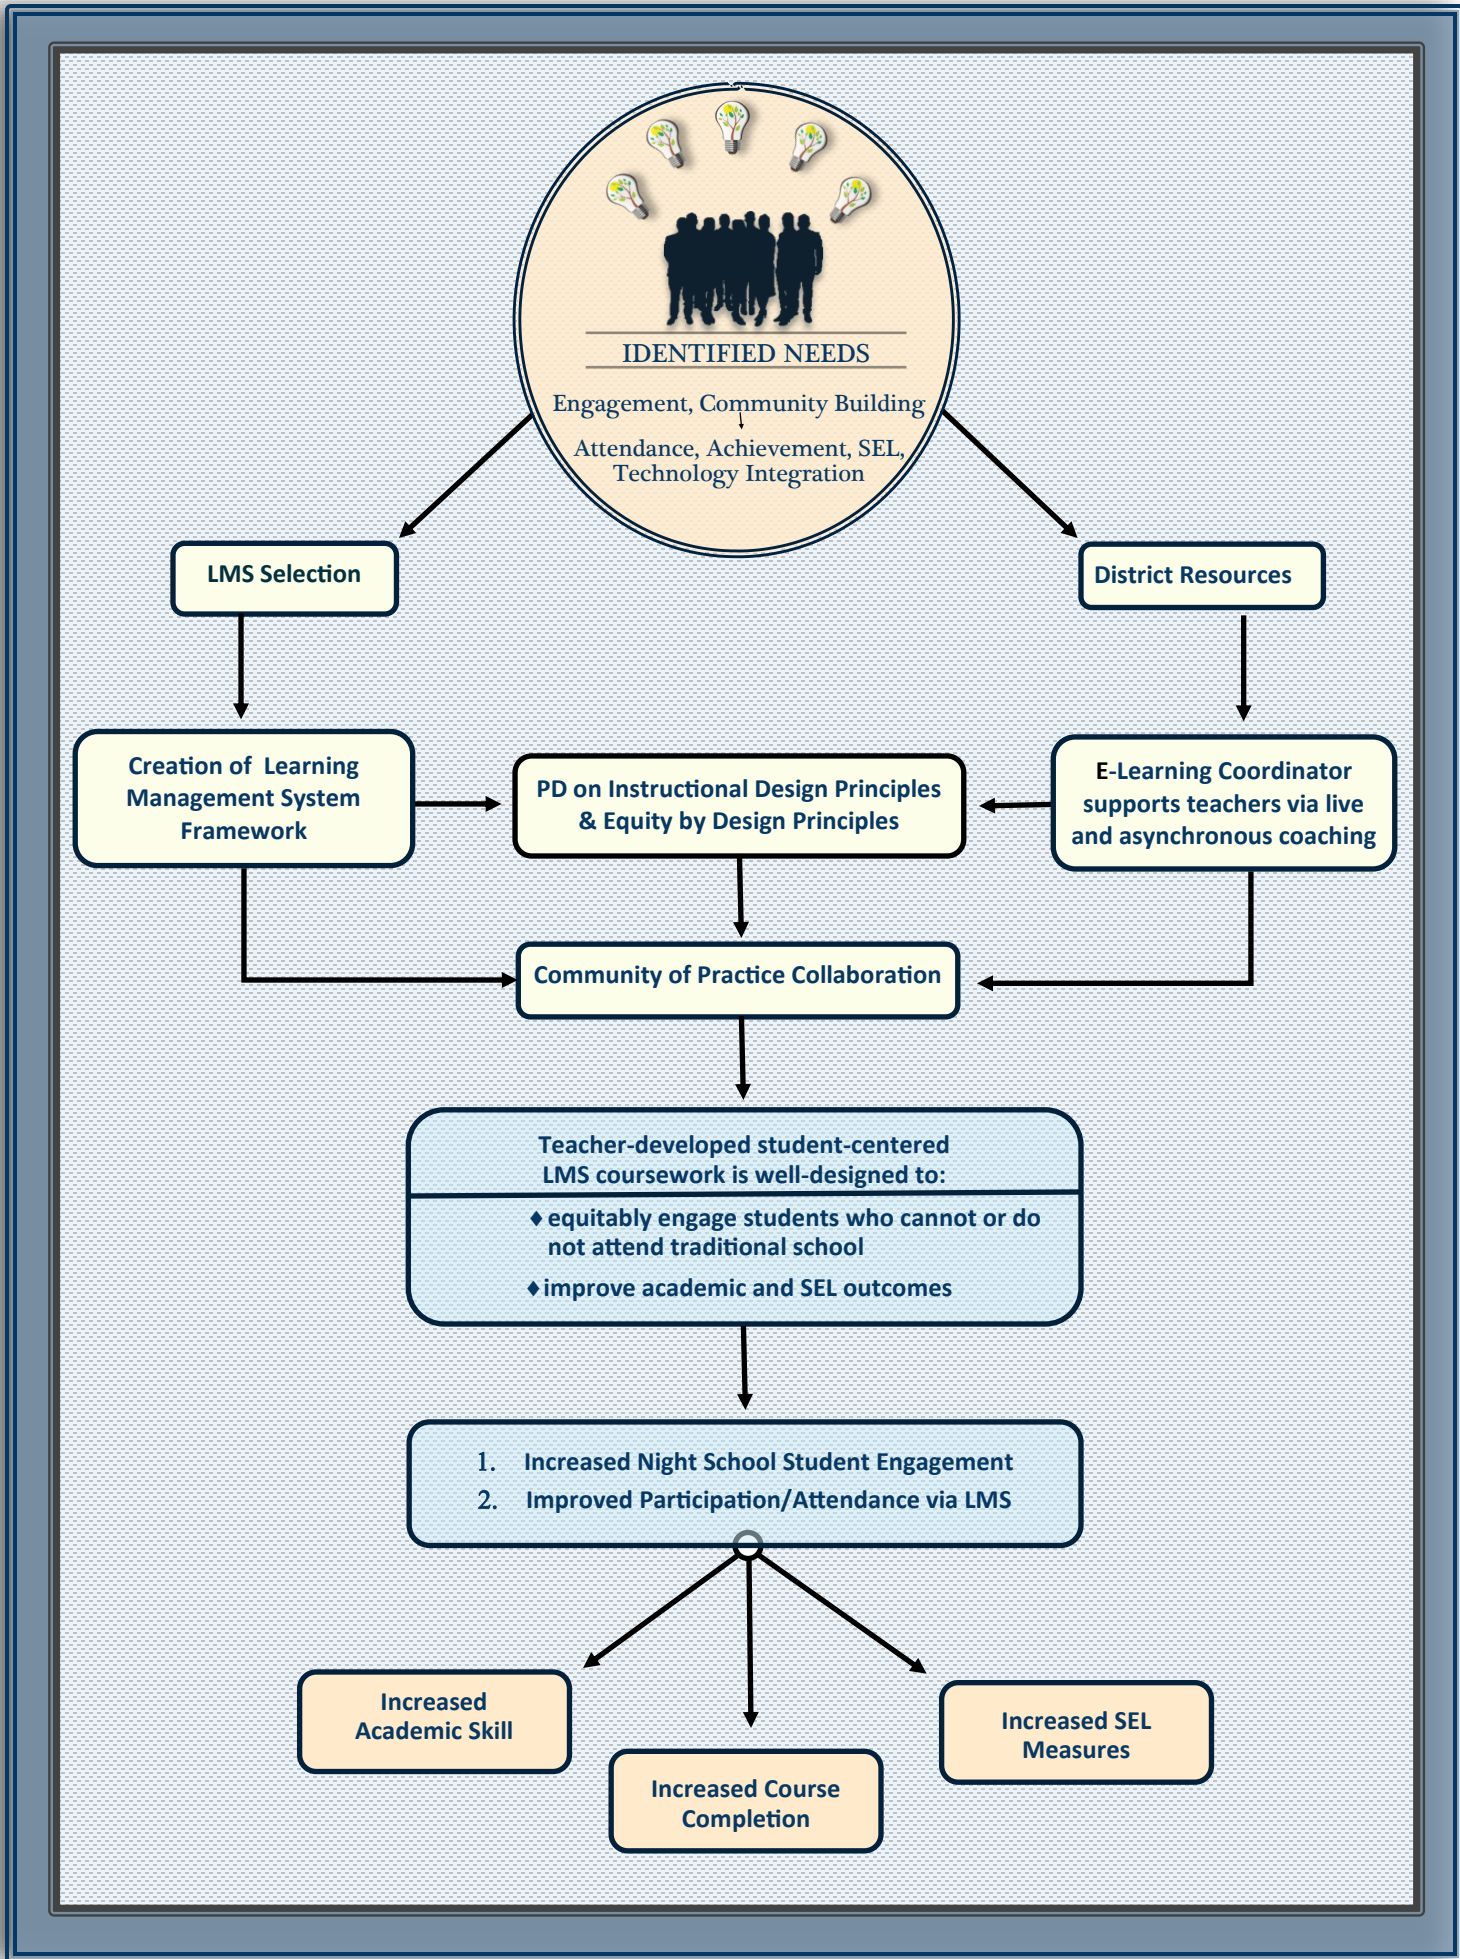 IDENTIFIED NEEDS
Engagement, Community Building
Attendance, Achievement, SEL,
Technology Integration
LMS Selection
District Resources
Creation of Learning
Management System
Framework
PD on Instructional Design Principles
& Equity by Design Principles
E-Learning Coordinator
supports teachers via live
and asynchronous coaching
Community of Practice Collaboration
Teacher-developed student-centered
LMS coursework is well-designed to:
♦equitably engage students who cannot or do
not attend traditional school
♦improve academic and SEL outcomes
1. Increased Night School Student Engagement
2. Improved Participation/Attendance via LMS
Increased
Academic Skill
Increased Course
Completion
Increased SEL
Measures